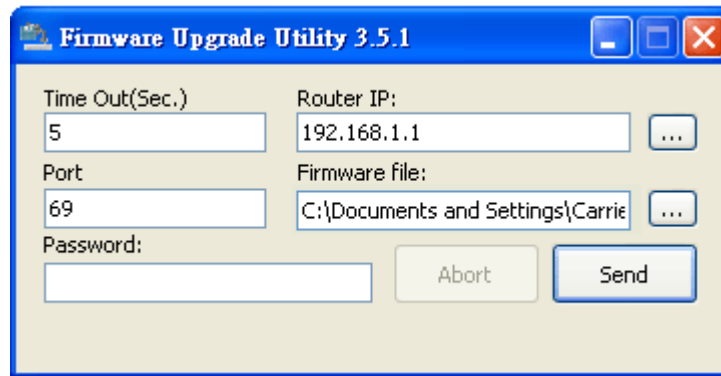 Firmware Upgrade Utility 3.5.1
Time Out(Sec.) Router IP:
5 192.168.1.1 ...
Port Firmware file:
69 C:\Documents and Settings\Carrie ...
Password:
Abort Send